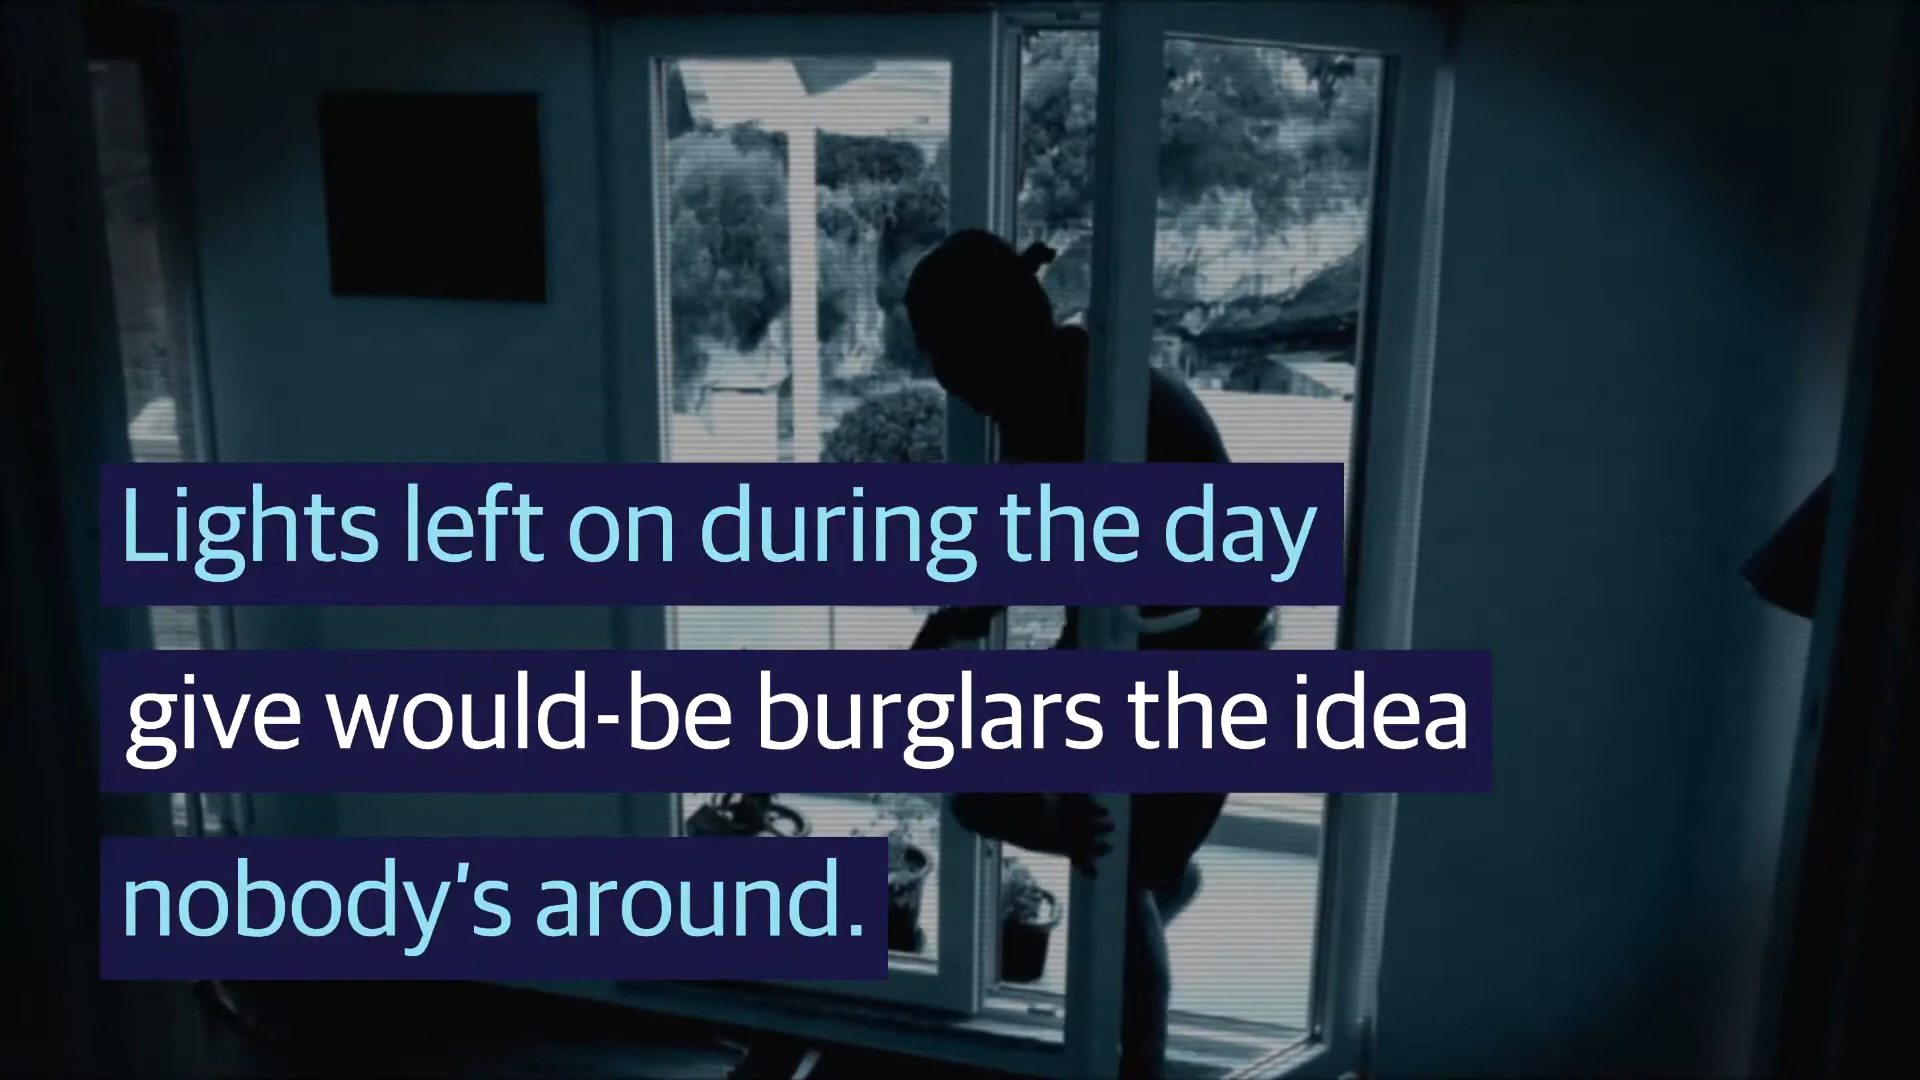 Lights left on during the day
give would-be burglars the idea
nobody's around.